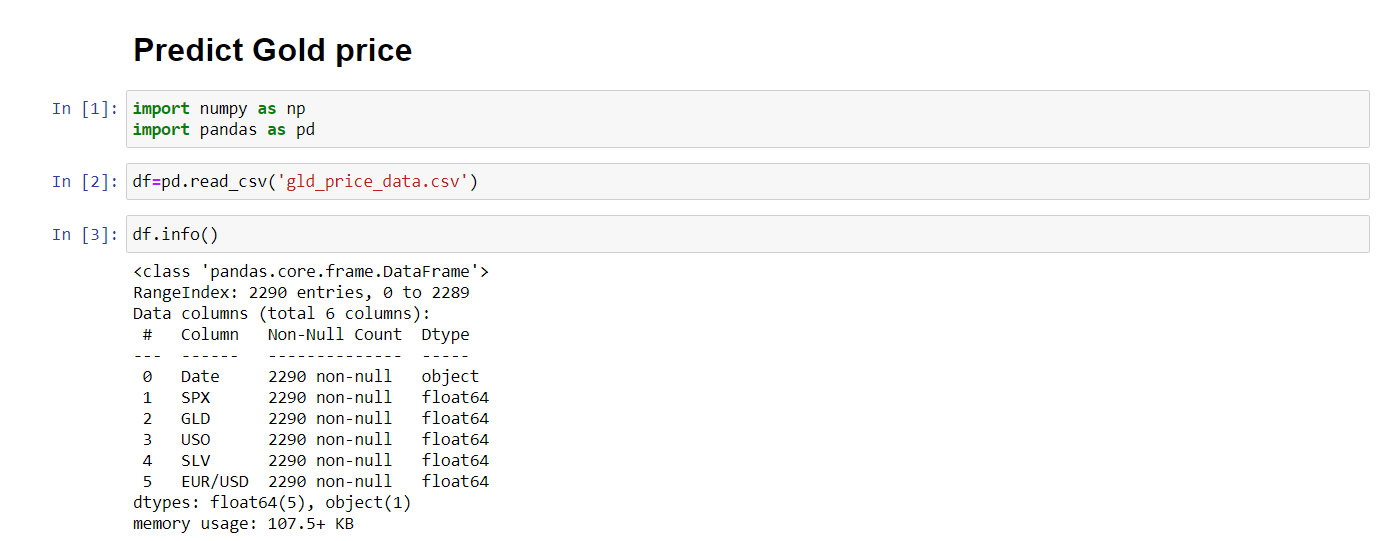 Predict Gold price
In [1]: import numpy as np
import pandas as pd
In [2]: df=pd.read_csv('gld_price_data.csv')
In [3]: df.info()
<class 'pandas.core.frame.DataFrame'>
RangeIndex: 2290 entries, 0 to 2289
Data columns (total 6 columns):
 #   Column   Non-Null Count  Dtype
---  ------   --------------  -----
 0   Date     2290 non-null   object
 1   SPX      2290 non-null   float64
 2   GLD      2290 non-null   float64
 3   USO      2290 non-null   float64
 4   SLV      2290 non-null   float64
 5   EUR/USD  2290 non-null   float64
dtypes: float64(5), object(1)
memory usage: 107.5+ KB